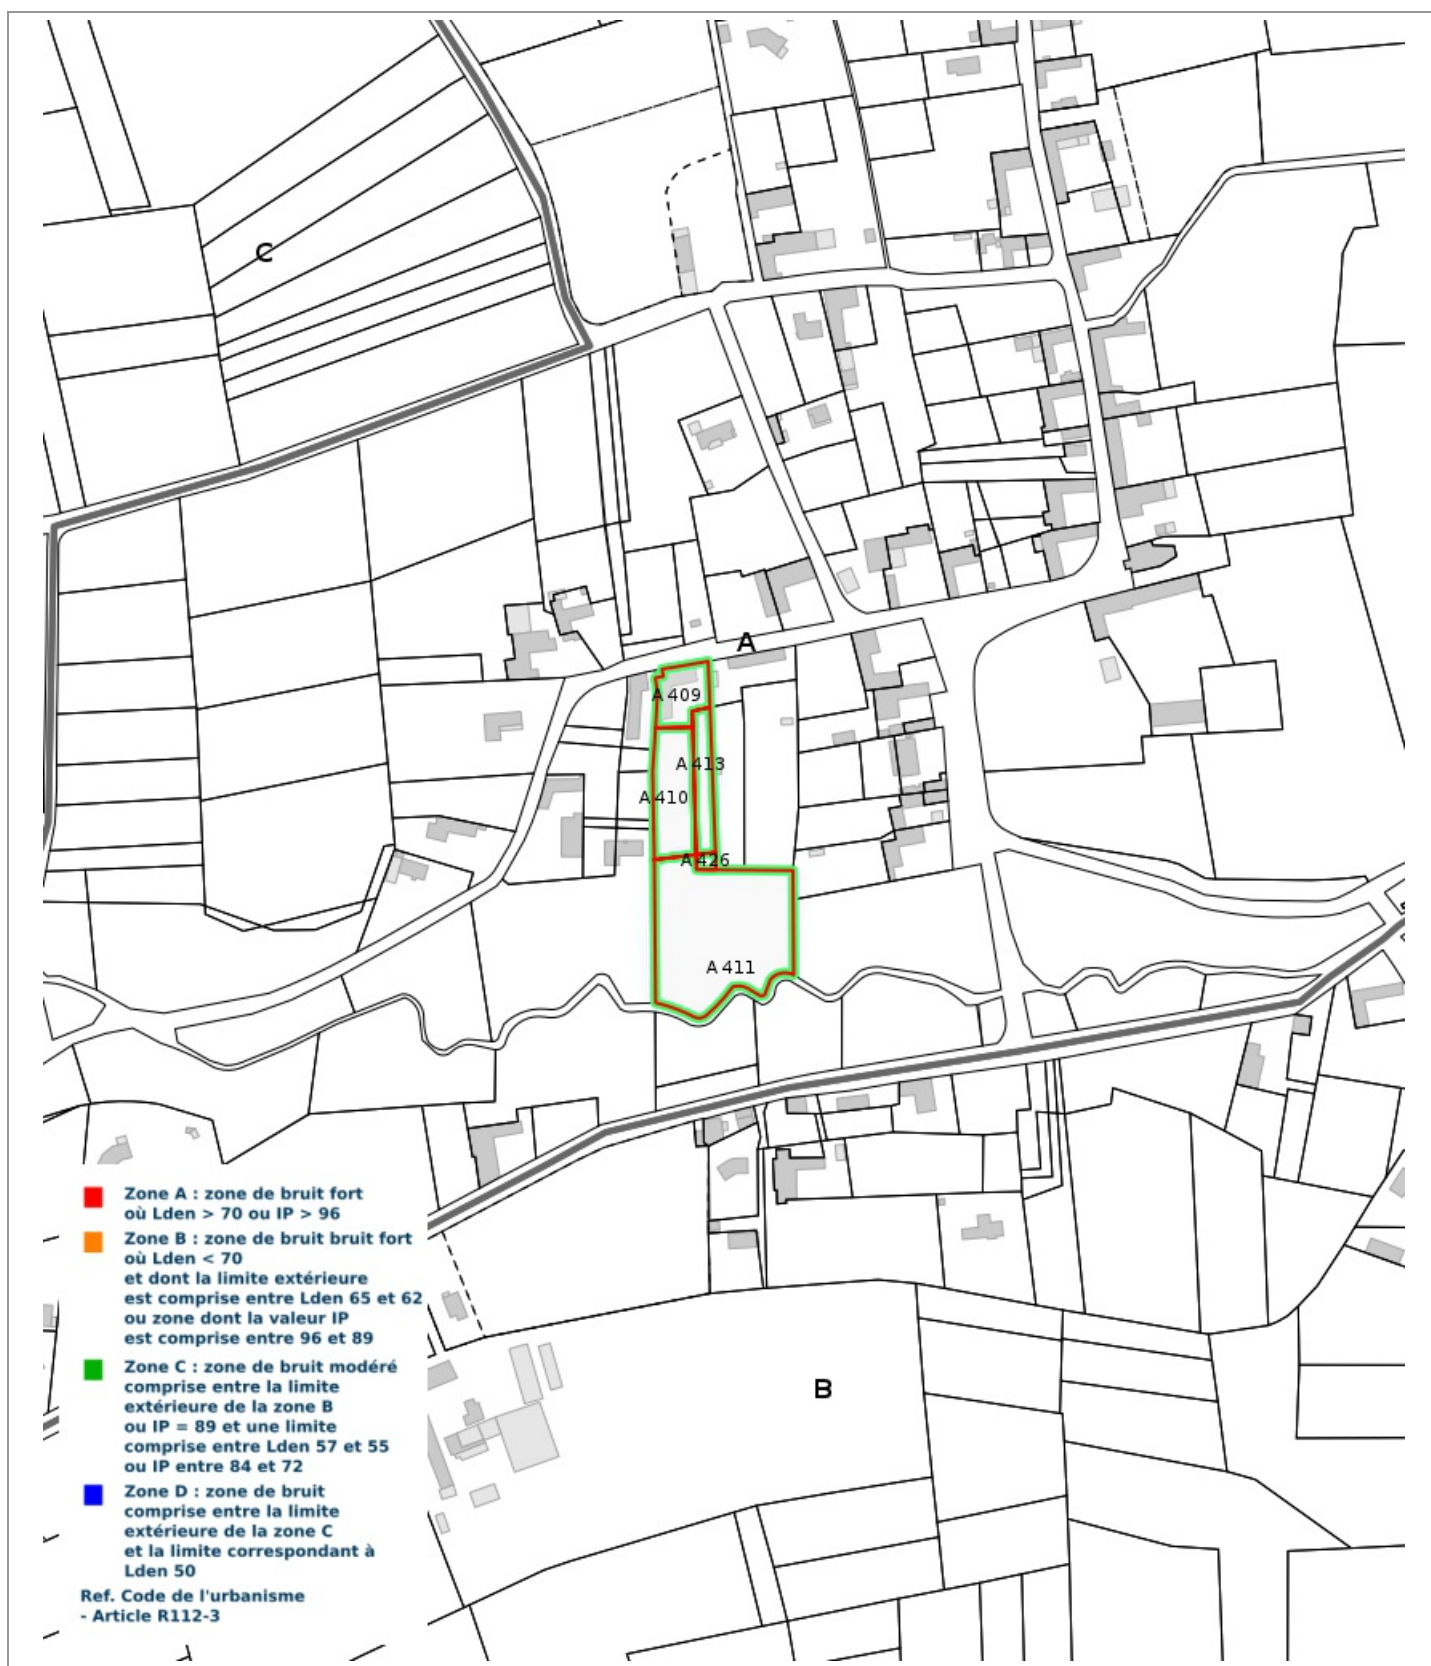 C
A
A 409
A 413
A 410
A 426
A 411
B
Zone A : zone de bruit fort
où Lden > 70 ou IP > 96
Zone B : zone de bruit bruit fort
où Lden < 70
et dont la limite extérieure
est comprise entre Lden 65 et 62
ou zone dont la valeur IP
est comprise entre 96 et 89
Zone C : zone de bruit modéré
comprise entre la limite
extérieure de la zone B
ou IP = 89 et une limite
comprise entre Lden 57 et 55
ou IP entre 84 et 72
Zone D : zone de bruit
comprise entre la limite
extérieure de la zone C
et la limite correspondant à
Lden 50
Ref. Code de l'urbanisme
- Article R112-3